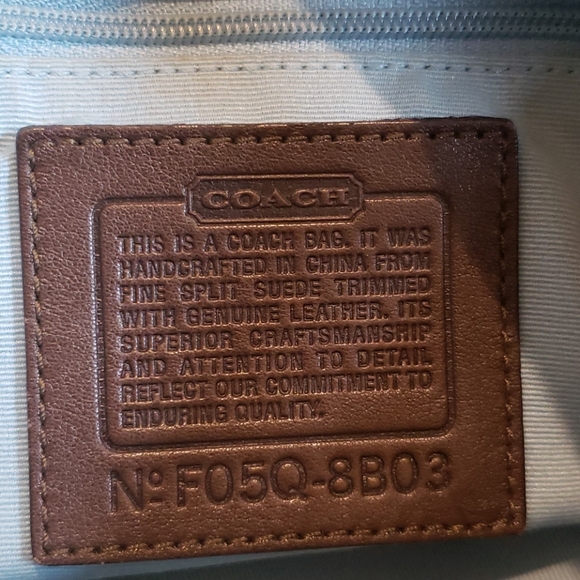 COACH
THIS IS A COACH BAG. IT WAS
HANDCRAFTED IN CHINA FROM
FINE SPLIT SUEDE TRIMMED
WITH GENUINE LEATHER. ITS
SUPERIOR CRAFTSMANSHIP
AND ATTENTION TO DETAIL
REFLECT OUR COMMITMENT TO
ENDURING QUALITY.
Nº F05Q-8B03